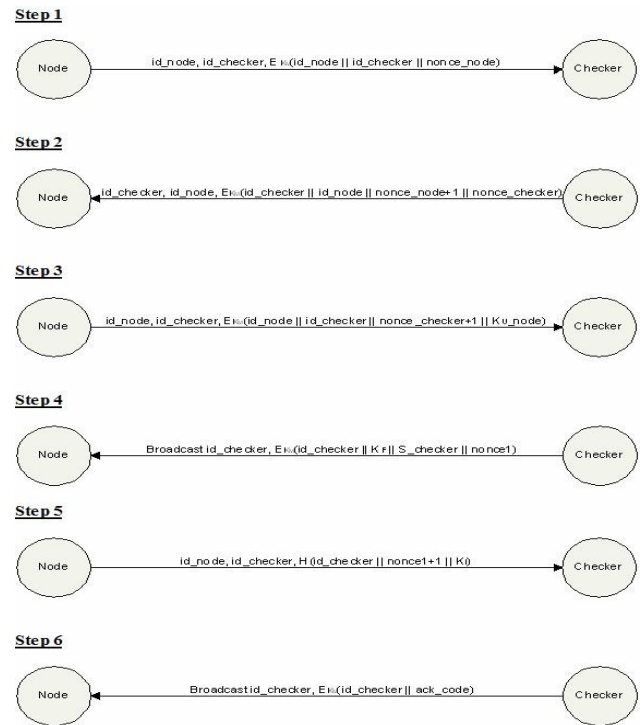 Step 1
Node
id_node, id_checker, E (id_node || id_checker || nonce_node)
Checker
Step 2
Node
id_checker, id_node, E (id_checker || id_node || nonce_node+1 || nonce_checker)
Checker
Step 3
Node
id_node, id_checker, E (id_node || id_checker || nonce_checker+1 || Ku_node)
Checker
Step 4
Node
Broadcast id_checker, E (id_checker || K || S_checker || nonce1)
Checker
Step 5
Node
id_node, id_checker, H (id_checker || nonce1+1 || K )
Checker
Step 6
Node
Broadcast id_checker, E (id_checker || ack_code)
Checker